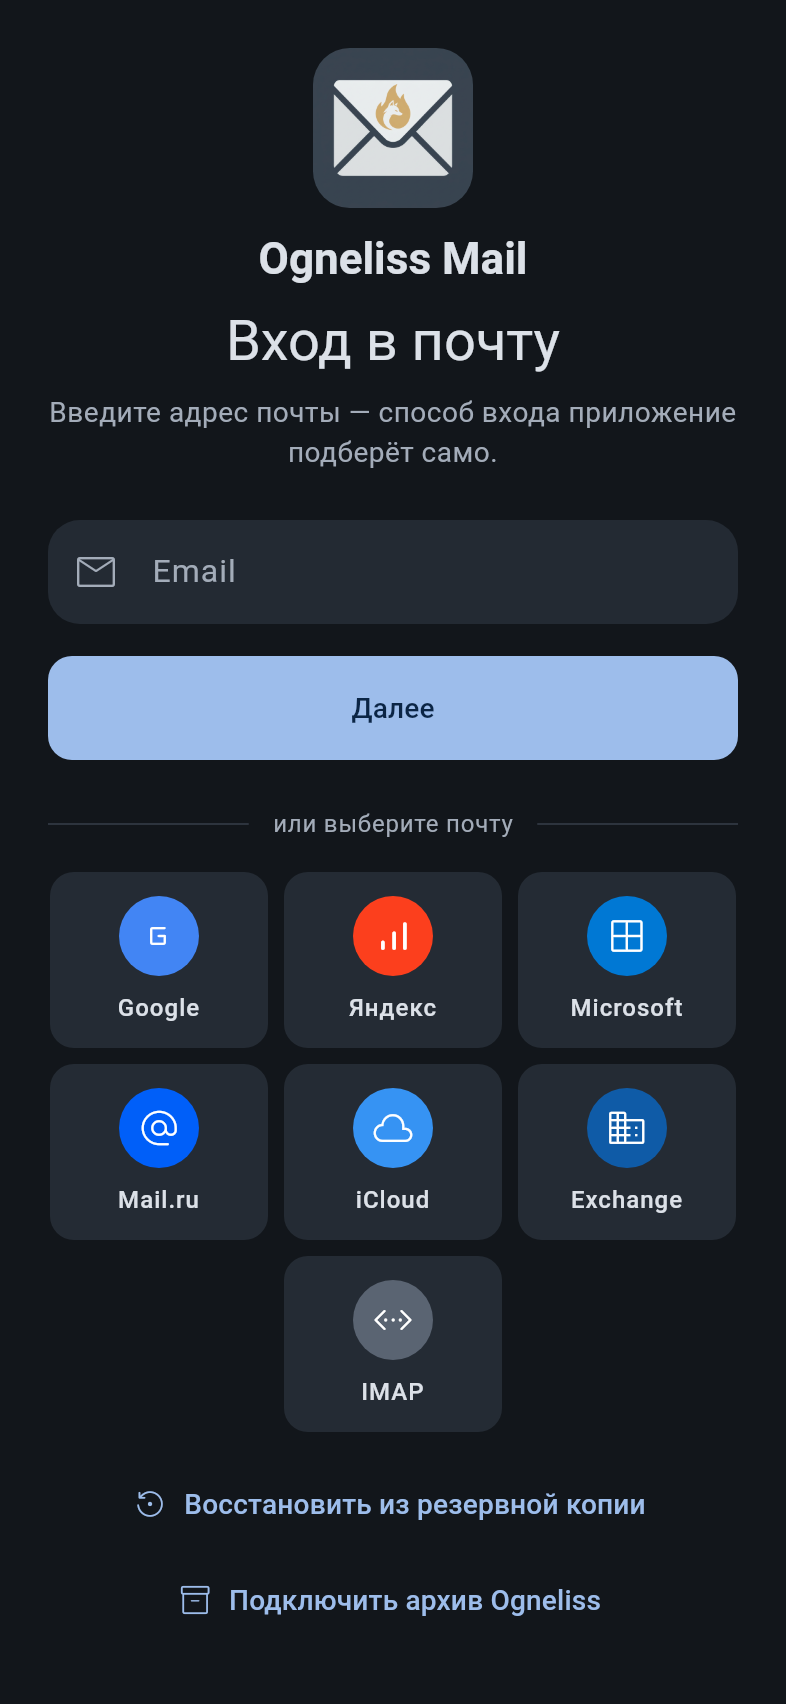 Ogneliss Mail
Вход в почту
Введите адрес почты — способ входа приложение
подберёт само.
Email
Далее
или выберите почту
Google
Яндекс
Microsoft
Mail.ru
iCloud
Exchange
IMAP
Восстановить из резервной копии
Подключить архив Ogneliss